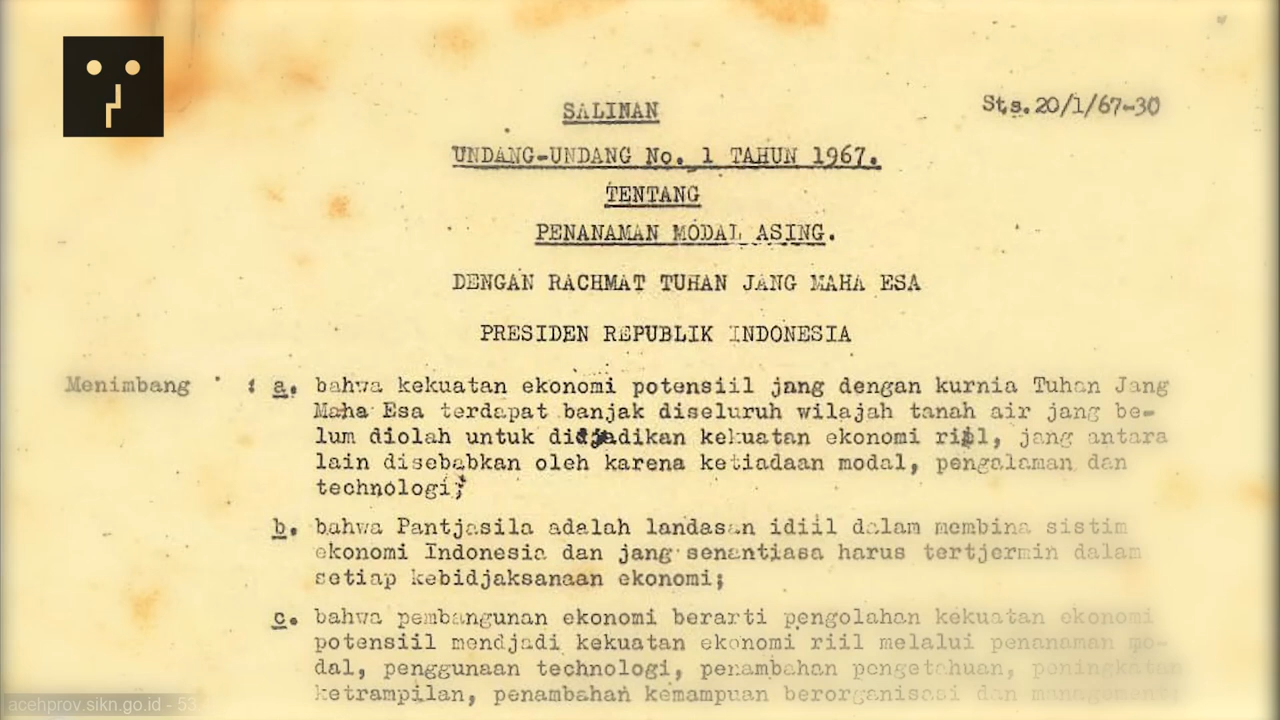 SALINAN
Sts.20/1/67-30
UNDANG-UNDANG No. 1 TAHUN 1967.
TENTANG
PENANAMAN MODAL ASING.
DENGAN RACHMAT TUHAN JANG MAHA ESA
PRESIDEN REPUBLIK INDONESIA
Menimbang : a. bahwa kekuatan ekonomi potensiil jang dengan kurnia Tuhan Jang
Maha Esa terdapat banjak diseluruh wilajah tanah air jang be-
lum diolah untuk didjadikan kekuatan ekonomi riil, jang antara
lain disebabkan oleh karena ketiadaan modal, pengalaman dan
technologi;
b. bahwa Pantjasila adalah landasan idiil dalam membina sistim
ekonomi Indonesia dan jang senantiasa harus tertjermin dalam
setiap kebidjaksanaan ekonomi;
c. bahwa pembangunan ekonomi berarti pengolahan kekuatan ekonomi
potensiil mendjadi kekuatan ekonomi riil melalui penanaman mo-
dal, penggunaan technologi, penambahan pengetahuan, peningkatan
ketrampilan, penambahan kemampuan berorganisasi dan management;
acehprov.sikn.go.id - 53.